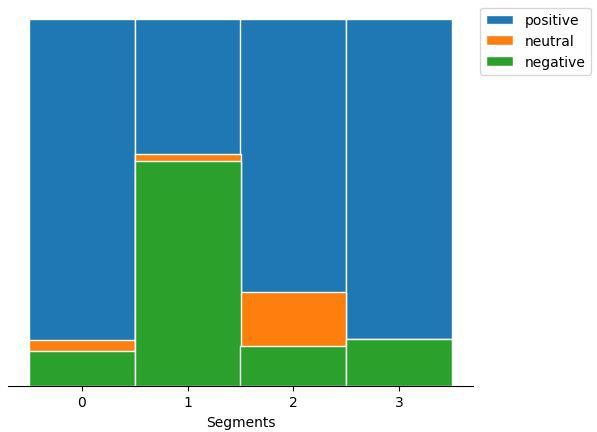 positive
neutral
negative
0 1 2 3
Segments